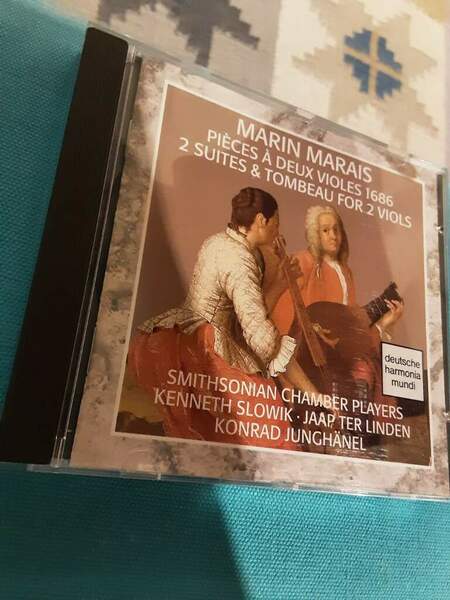 MARIN MARAIS
PIÈCES À DEUX VIOLES 1686
2 SUITES & TOMBEAU FOR 2 VIOLS
deutsche
harmonia
mundi
SMITHSONIAN CHAMBER PLAYERS
KENNETH SLOWIK · JAAP TER LINDEN
KONRAD JUNGHÄNEL